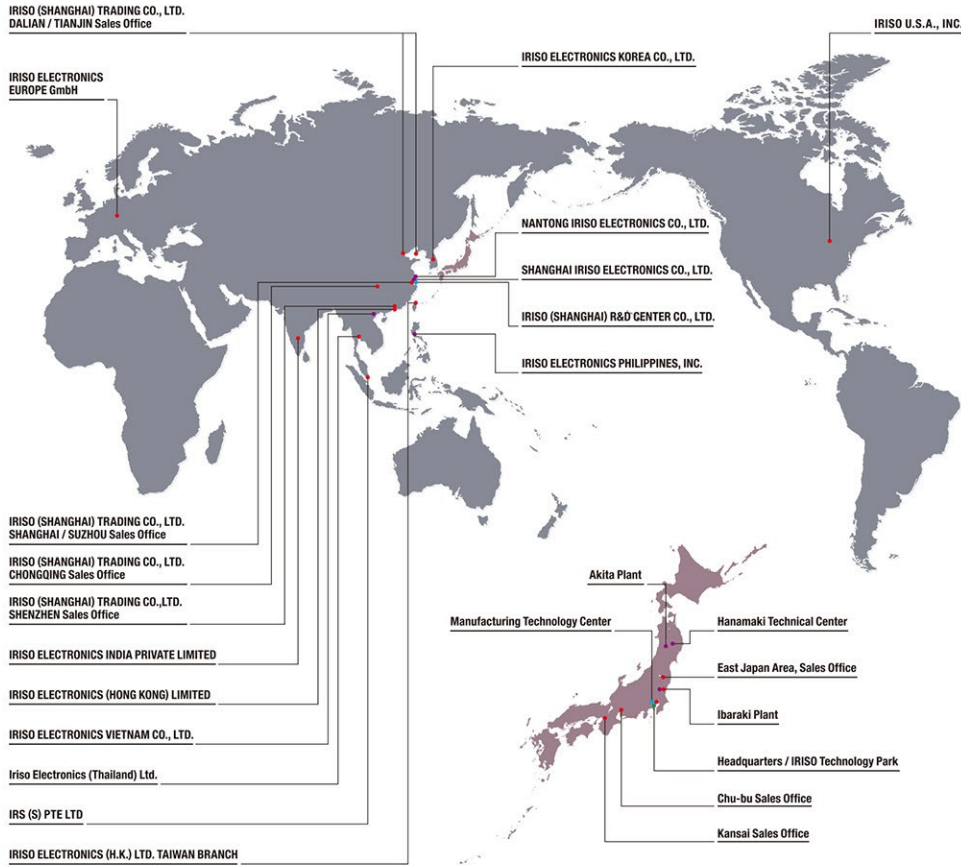 IRISO (SHANGHAI) TRADING CO., LTD.
DALIAN / TIANJIN Sales Office
IRISO U.S.A., INC.
IRISO ELECTRONICS KOREA CO., LTD.
IRISO ELECTRONICS
EUROPE GmbH
NANTONG IRISO ELECTRONICS CO., LTD.
SHANGHAI IRISO ELECTRONICS CO., LTD.
IRISO (SHANGHAI) R&D CENTER CO., LTD.
IRISO ELECTRONICS PHILIPPINES, INC.
IRISO (SHANGHAI) TRADING CO., LTD.
SHANGHAI / SUZHOU Sales Office
IRISO (SHANGHAI) TRADING CO., LTD.
CHONGQING Sales Office
IRISO (SHANGHAI) TRADING CO.,LTD.
SHENZHEN Sales Office
IRISO ELECTRONICS INDIA PRIVATE LIMITED
IRISO ELECTRONICS (HONG KONG) LIMITED
IRISO ELECTRONICS VIETNAM CO., LTD.
Iriso Electronics (Thailand) Ltd.
IRS (S) PTE LTD
IRISO ELECTRONICS (H.K.) LTD. TAIWAN BRANCH
Akita Plant
Manufacturing Technology Center
Hanamaki Technical Center
East Japan Area, Sales Office
Ibaraki Plant
Headquarters / IRISO Technology Park
Chu-bu Sales Office
Kansai Sales Office